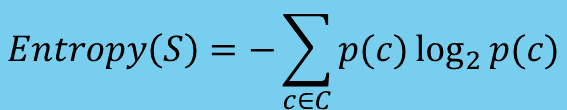 Entropy(S) = − ∑ p(c) log₂ p(c)
c∈C